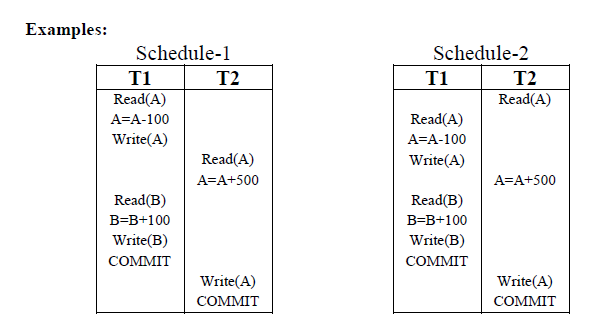 Examples:
Schedule-1 Schedule-2
T1 T2 T1 T2
Read(A) Read(A)
A=A-100 Read(A)
Write(A) A=A-100
Read(A) Write(A)
A=A+500 A=A+500
Read(B) Read(B)
B=B+100 B=B+100
Write(B) Write(B)
COMMIT COMMIT
Write(A) Write(A)
COMMIT COMMIT